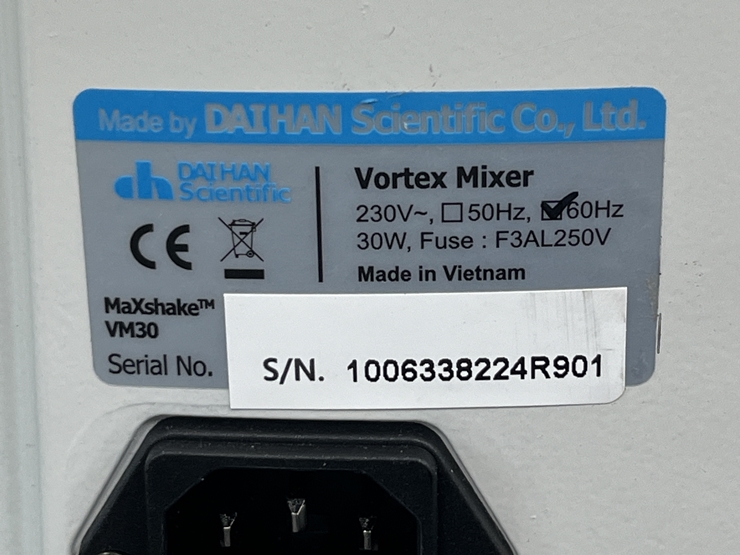 Made by DAIHAN Scientific Co., Ltd.
dh DAIHAN
Scientific
Vortex Mixer
230V~, ☐50Hz, ☑60Hz
30W, Fuse : F3AL250V
CE
Made in Vietnam
MaXshake™
VM30
Serial No.
S/N. 1006338224R901